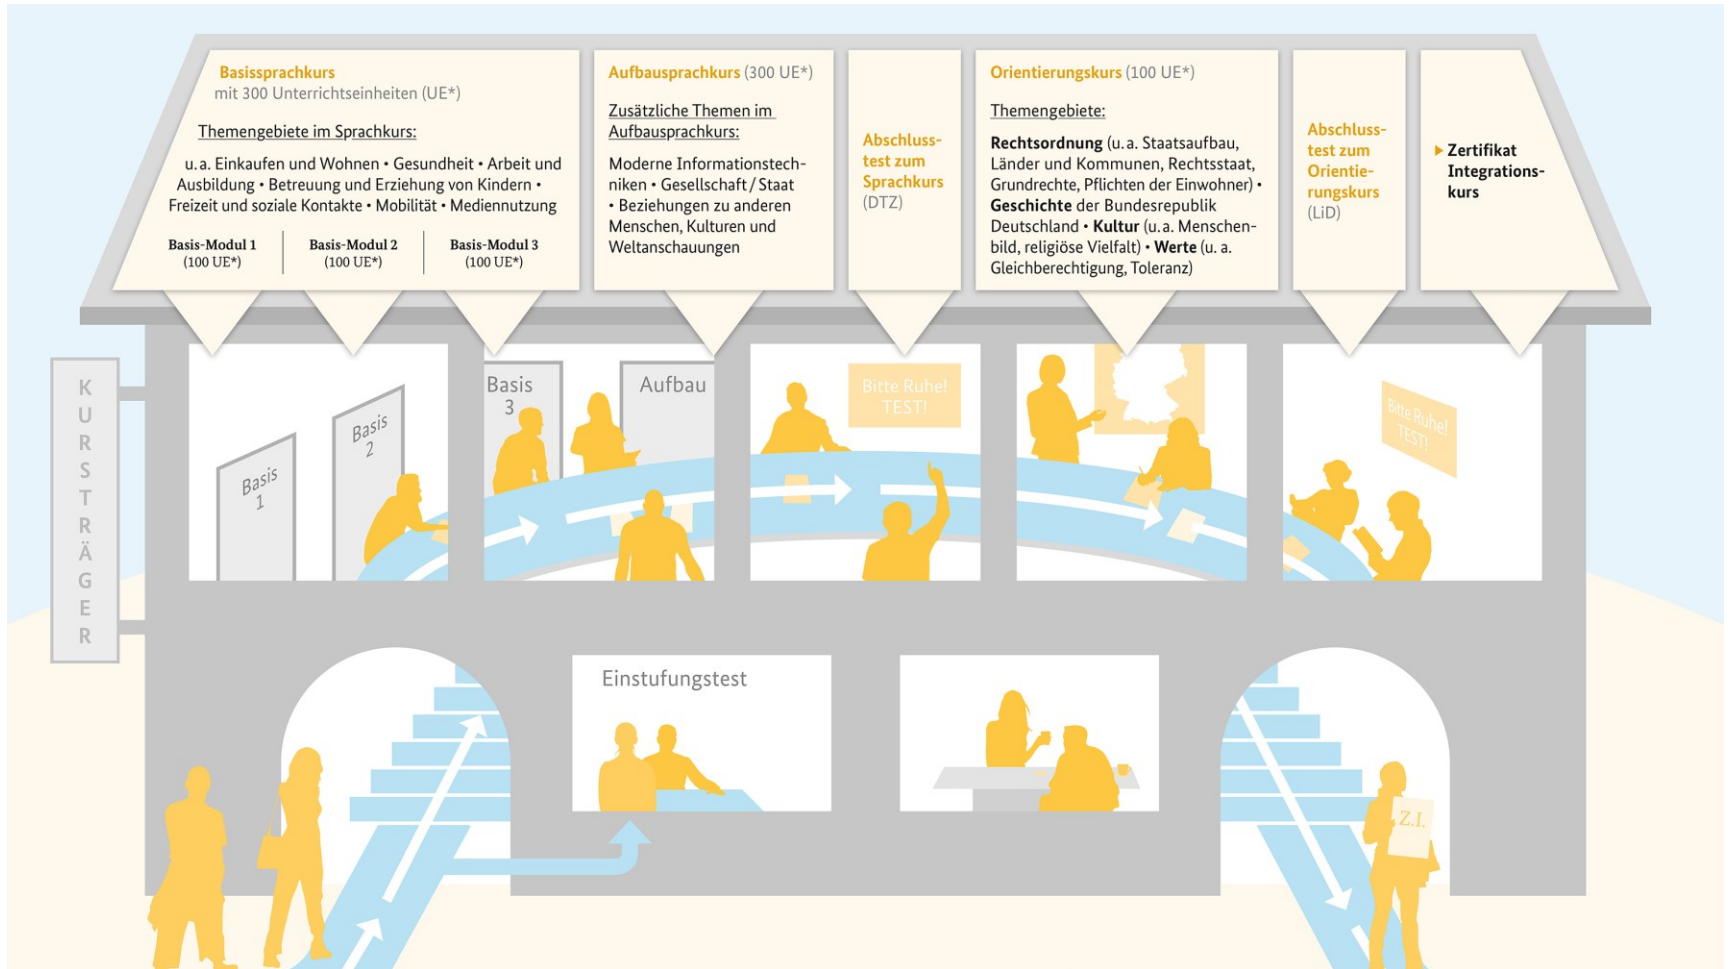 Basissprachkurs
mit 300 Unterrichtseinheiten (UE*)
Themengebiete im Sprachkurs:
u. a. Einkaufen und Wohnen • Gesundheit • Arbeit und
Ausbildung • Betreuung und Erziehung von Kindern •
Freizeit und soziale Kontakte • Mobilität • Mediennutzung
Basis-Modul 1
(100 UE*)
Basis-Modul 2
(100 UE*)
Basis-Modul 3
(100 UE*)
Aufbausprachkurs (300 UE*)
Zusätzliche Themen im
Aufbausprachkurs:
Moderne Informationstech-
niken • Gesellschaft / Staat
• Beziehungen zu anderen
Menschen, Kulturen und
Weltanschauungen
Abschluss-
test zum
Sprachkurs
(DTZ)
Orientierungskurs (100 UE*)
Themengebiete:
Rechtsordnung (u. a. Staatsaufbau,
Länder und Kommunen, Rechtsstaat,
Grundrechte, Pflichten der Einwohner) •
Geschichte der Bundesrepublik
Deutschland • Kultur (u. a. Menschen-
bild, religiöse Vielfalt) • Werte (u. a.
Gleichberechtigung, Toleranz)
Abschluss-
test zum
Orientie-
rungskurs
(LiD)
▸ Zertifikat
Integrations-
kurs
KURSTRÄGER
Basis
1
Basis
2
Basis
3
Aufbau
Bitte Ruhe!
TEST!
Bitte Ruhe!
TEST!
Einstufungstest
Z.I.